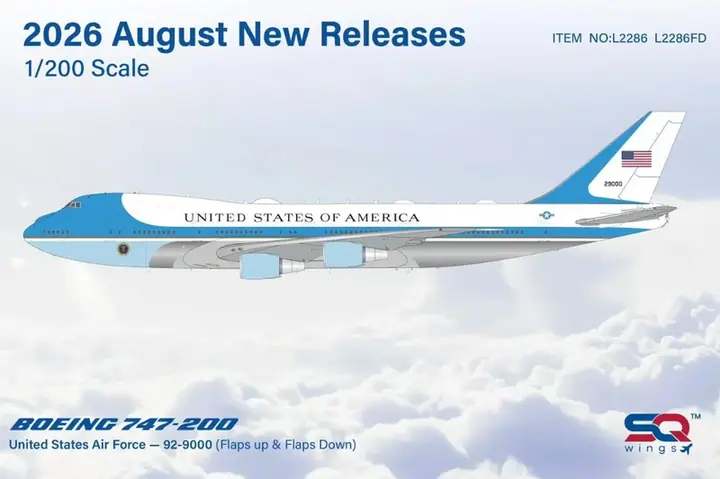 2026 August New Releases
ITEM NO:L2286 L2286FD
1/200 Scale
29000
UNITED STATES OF AMERICA
BOEING 747-200
United States Air Force — 92-9000 (Flaps up & Flaps Down)
SQ™
wings